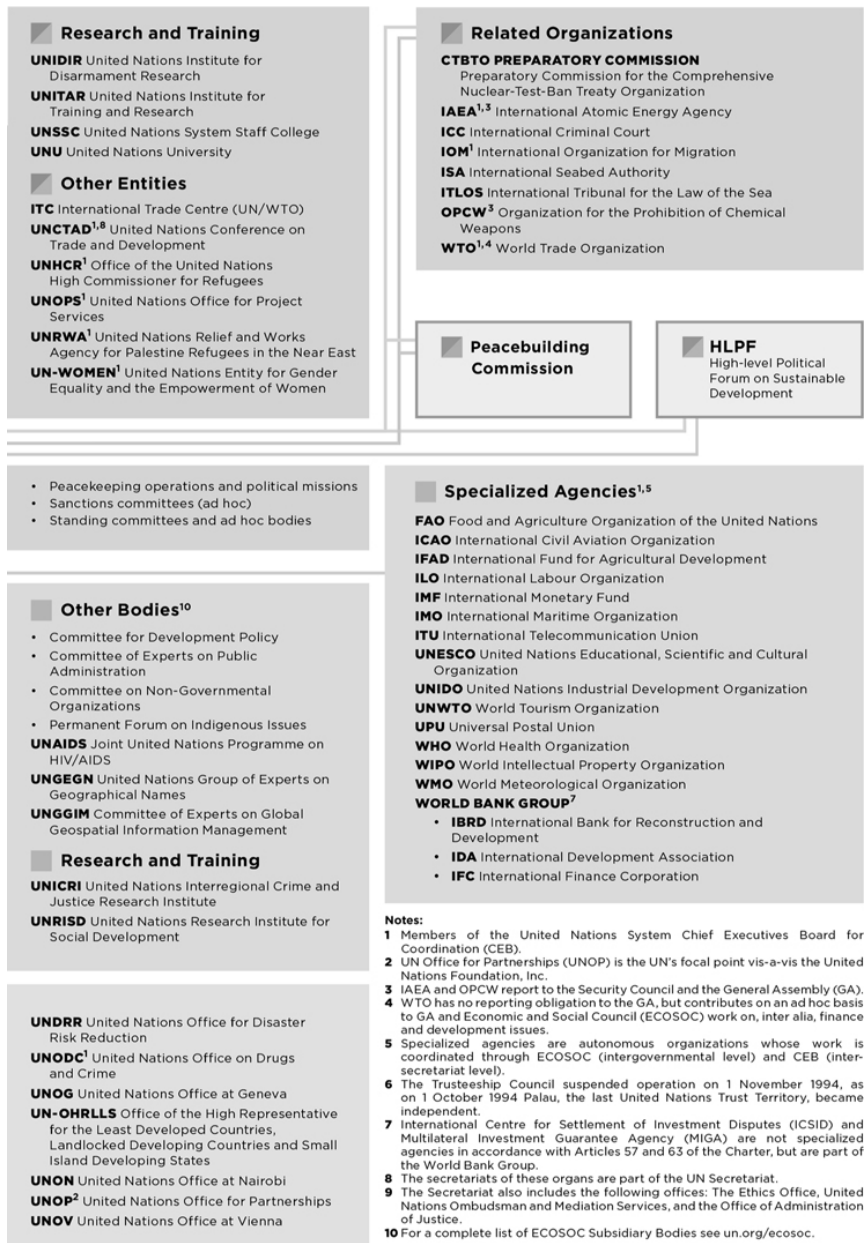 Research and Training
UNIDIR United Nations Institute for
Disarmament Research
UNITAR United Nations Institute for
Training and Research
UNSSC United Nations System Staff College
UNU United Nations University
Other Entities
ITC International Trade Centre (UN/WTO)
UNCTAD1,8 United Nations Conference on
Trade and Development
UNHCR1 Office of the United Nations
High Commissioner for Refugees
UNOPS1 United Nations Office for Project
Services
UNRWA1 United Nations Relief and Works
Agency for Palestine Refugees in the Near East
UN-WOMEN1 United Nations Entity for Gender
Equality and the Empowerment of Women
Related Organizations
CTBTO PREPARATORY COMMISSION
Preparatory Commission for the Comprehensive
Nuclear-Test-Ban Treaty Organization
IAEA1,3 International Atomic Energy Agency
ICC International Criminal Court
IOM1 International Organization for Migration
ISA International Seabed Authority
ITLOS International Tribunal for the Law of the Sea
OPCW3 Organization for the Prohibition of Chemical
Weapons
WTO1,4 World Trade Organization
Peacebuilding
Commission
HLPF
High-level Political
Forum on Sustainable
Development
• Peacekeeping operations and political missions
• Sanctions committees (ad hoc)
• Standing committees and ad hoc bodies
Other Bodies10
• Committee for Development Policy
• Committee of Experts on Public
Administration
• Committee on Non-Governmental
Organizations
• Permanent Forum on Indigenous Issues
UNAIDS Joint United Nations Programme on
HIV/AIDS
UNGEGN United Nations Group of Experts on
Geographical Names
UNGGIM Committee of Experts on Global
Geospatial Information Management
Research and Training
UNICRI United Nations Interregional Crime and
Justice Research Institute
UNRISD United Nations Research Institute for
Social Development
UNDRR United Nations Office for Disaster
Risk Reduction
UNODC1 United Nations Office on Drugs
and Crime
UNOG United Nations Office at Geneva
UN-OHRLLS Office of the High Representative
for the Least Developed Countries,
Landlocked Developing Countries and Small
Island Developing States
UNON United Nations Office at Nairobi
UNOP2 United Nations Office for Partnerships
UNOV United Nations Office at Vienna
Specialized Agencies1,5
FAO Food and Agriculture Organization of the United Nations
ICAO International Civil Aviation Organization
IFAD International Fund for Agricultural Development
ILO International Labour Organization
IMF International Monetary Fund
IMO International Maritime Organization
ITU International Telecommunication Union
UNESCO United Nations Educational, Scientific and Cultural
Organization
UNIDO United Nations Industrial Development Organization
UNWTO World Tourism Organization
UPU Universal Postal Union
WHO World Health Organization
WIPO World Intellectual Property Organization
WMO World Meteorological Organization
WORLD BANK GROUP7
• IBRD International Bank for Reconstruction and
Development
• IDA International Development Association
• IFC International Finance Corporation
Notes:
1 Members of the United Nations System Chief Executives Board for
Coordination (CEB).
2 UN Office for Partnerships (UNOP) is the UN's focal point vis-a-vis the United
Nations Foundation, Inc.
3 IAEA and OPCW report to the Security Council and the General Assembly (GA).
4 WTO has no reporting obligation to the GA, but contributes on an ad hoc basis
to GA and Economic and Social Council (ECOSOC) work on, inter alia, finance
and development issues.
5 Specialized agencies are autonomous organizations whose work is
coordinated through ECOSOC (intergovernmental level) and CEB (inter-
secretariat level).
6 The Trusteeship Council suspended operation on 1 November 1994, as
on 1 October 1994 Palau, the last United Nations Trust Territory, became
independent.
7 International Centre for Settlement of Investment Disputes (ICSID) and
Multilateral Investment Guarantee Agency (MIGA) are not specialized
agencies in accordance with Articles 57 and 63 of the Charter, but are part of
the World Bank Group.
8 The secretariats of these organs are part of the UN Secretariat.
9 The Secretariat also includes the following offices: The Ethics Office, United
Nations Ombudsman and Mediation Services, and the Office of Administration
of Justice.
10 For a complete list of ECOSOC Subsidiary Bodies see un.org/ecosoc.